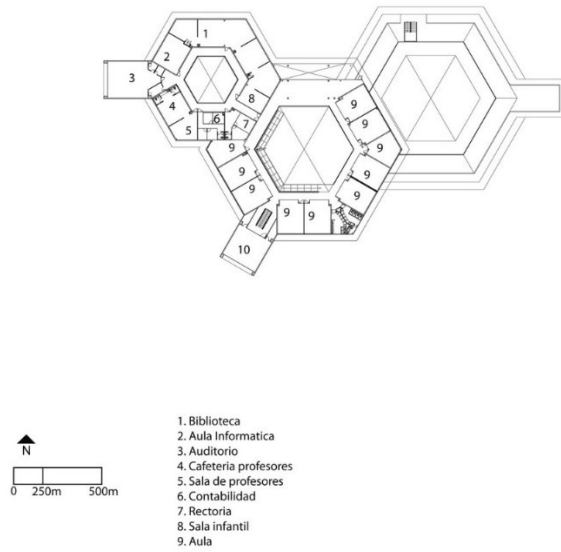 1
2
3
4
8
9
9
6
7
5
9
9
9
9
9
9
9
9
10
N
0 250m 500m
1. Biblioteca
2. Aula Informatica
3. Auditorio
4. Cafeteria profesores
5. Sala de profesores
6. Contabilidad
7. Rectoria
8. Sala infantil
9. Aula